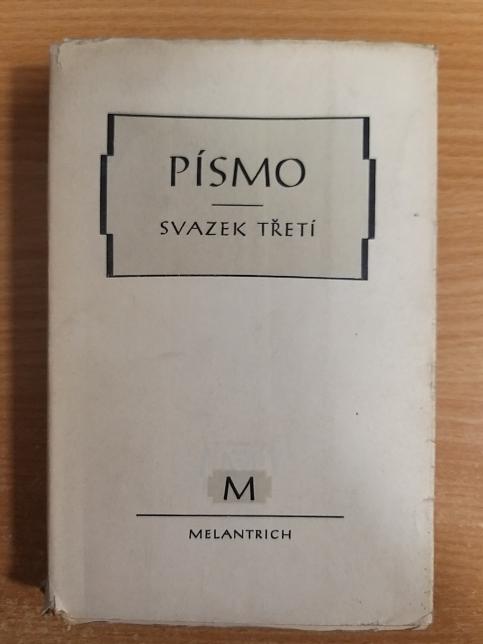 PÍSMO
SVAZEK TŘETÍ
M
MELANTRICH